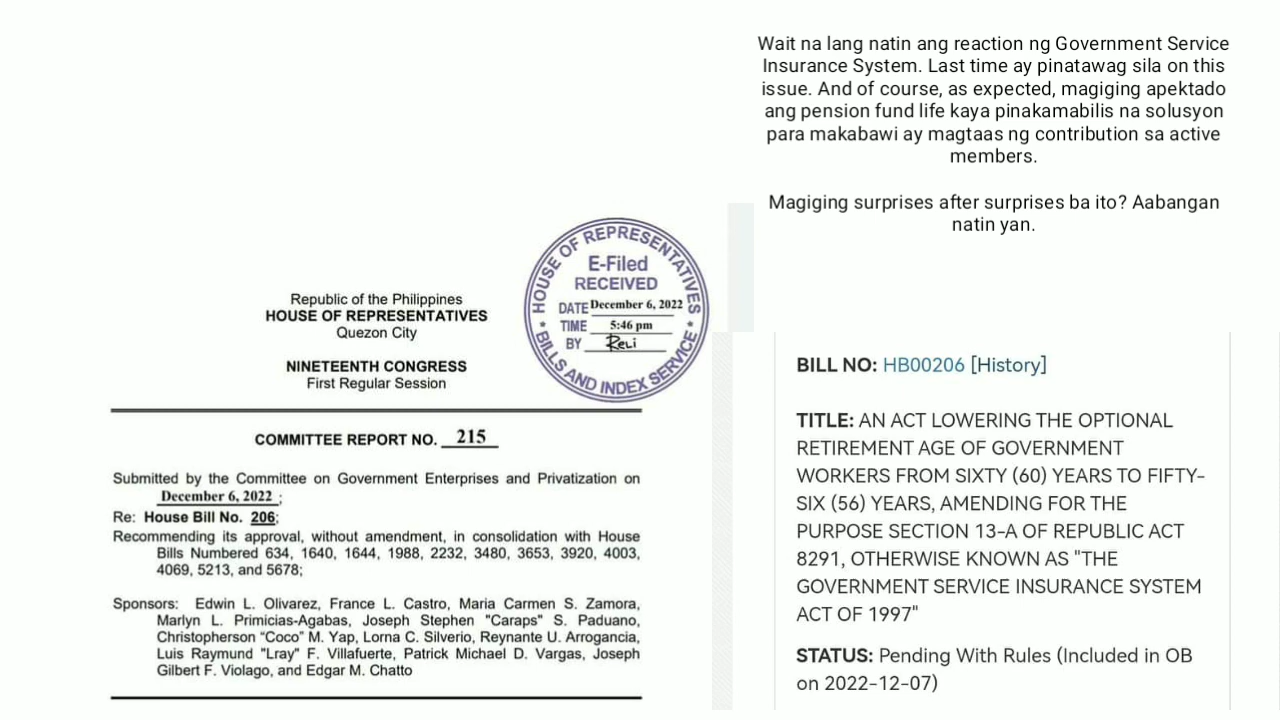 Wait na lang natin ang reaction ng Government Service
Insurance System. Last time ay pinatawag sila on this
issue. And of course, as expected, magiging apektado
ang pension fund life kaya pinakamabilis na solusyon
para makabawi ay magtaas ng contribution sa active
members.
Magiging surprises after surprises ba ito? Aabangan
natin yan.
HOUSE OF REPRESENTATIVES
E-Filed
RECEIVED
DATE December 6, 2022
TIME 5:46 pm
BY Reli
BILLS AND INDEX SERVICE
Republic of the Philippines
HOUSE OF REPRESENTATIVES
Quezon City
NINETEENTH CONGRESS
First Regular Session
COMMITTEE REPORT NO. 215
Submitted by the Committee on Government Enterprises and Privatization on
December 6, 2022 ;
Re: House Bill No. 206;
Recommending its approval, without amendment, in consolidation with House
Bills Numbered 634, 1640, 1644, 1988, 2232, 3480, 3653, 3920, 4003,
4069, 5213, and 5678;
Sponsors: Edwin L. Olivarez, France L. Castro, Maria Carmen S. Zamora,
Marlyn L. Primicias-Agabas, Joseph Stephen "Caraps" S. Paduano,
Christopherson “Coco” M. Yap, Lorna C. Silverio, Reynante U. Arrogancia,
Luis Raymund "Lray" F. Villafuerte, Patrick Michael D. Vargas, Joseph
Gilbert F. Violago, and Edgar M. Chatto
BILL NO: HB00206 [History]
TITLE: AN ACT LOWERING THE OPTIONAL
RETIREMENT AGE OF GOVERNMENT
WORKERS FROM SIXTY (60) YEARS TO FIFTY-
SIX (56) YEARS, AMENDING FOR THE
PURPOSE SECTION 13-A OF REPUBLIC ACT
8291, OTHERWISE KNOWN AS "THE
GOVERNMENT SERVICE INSURANCE SYSTEM
ACT OF 1997"
STATUS: Pending With Rules (Included in OB
on 2022-12-07)